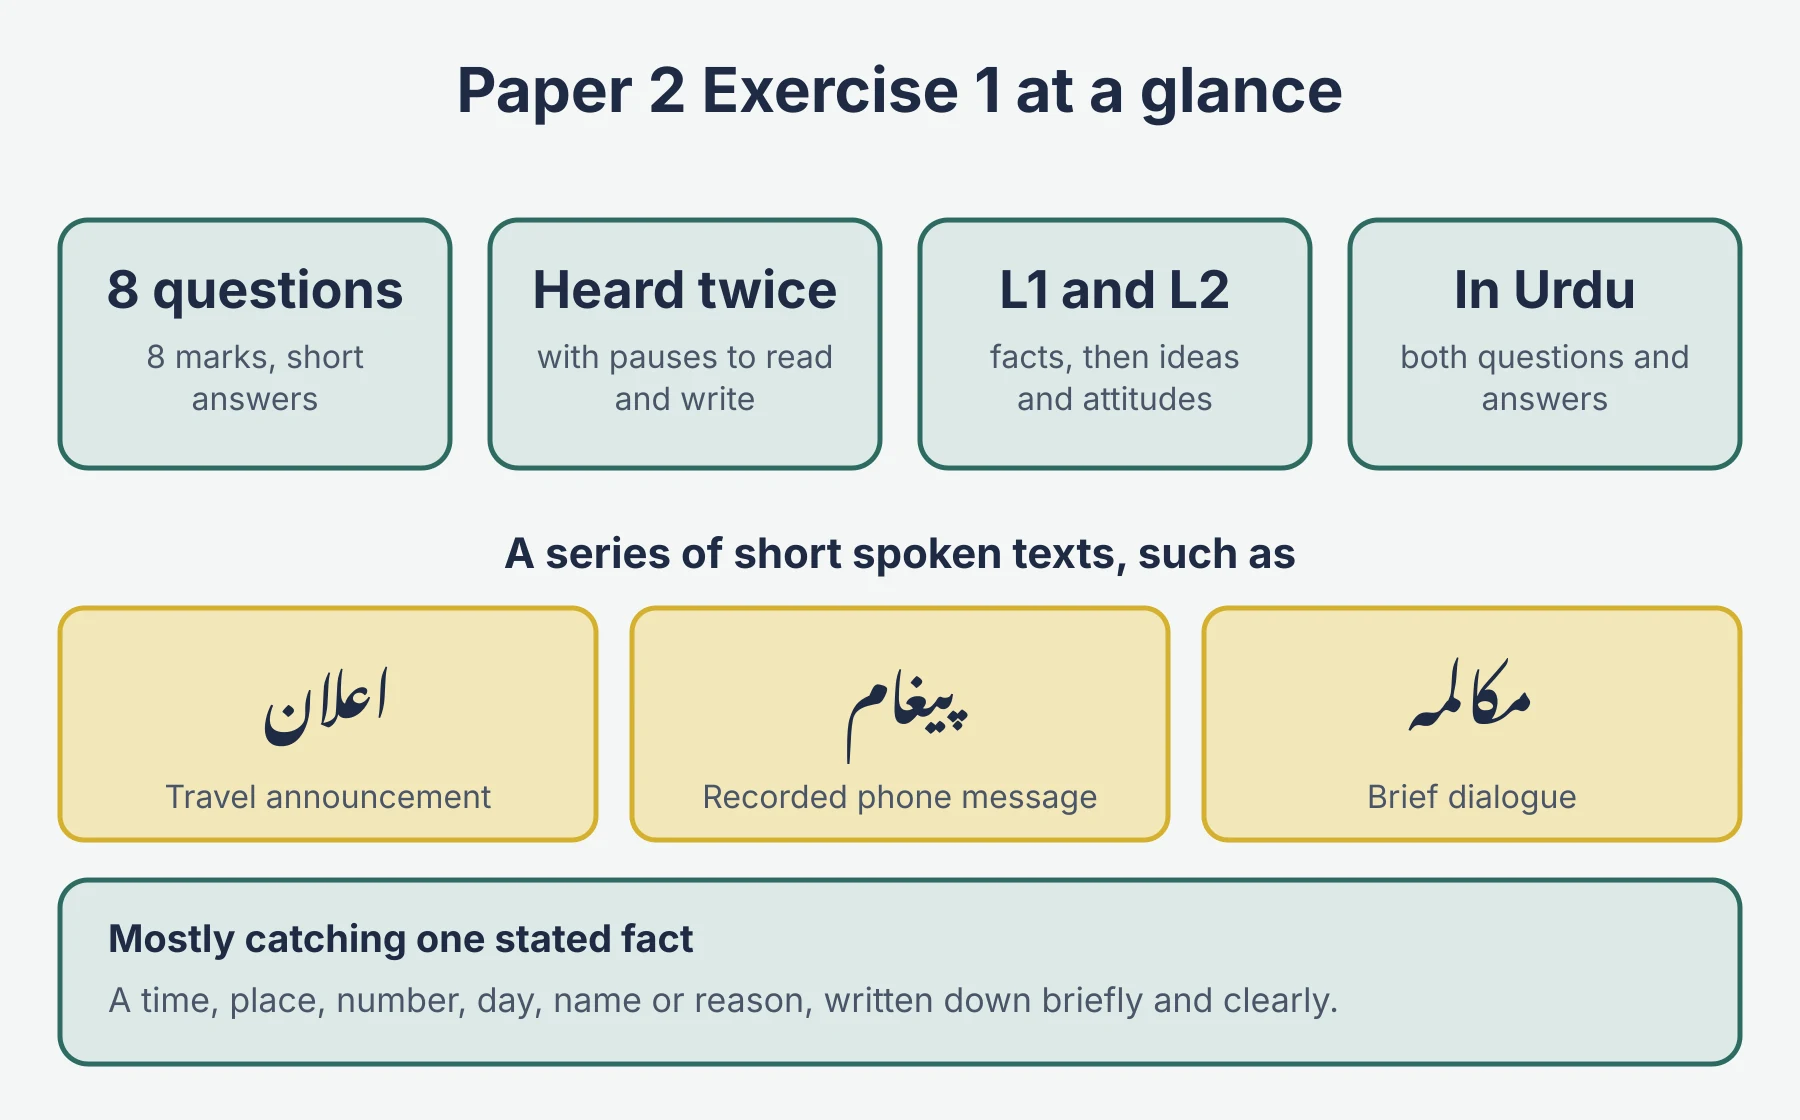 Paper 2 Exercise 1 at a glance
8 questions
8 marks, short
answers
Heard twice
with pauses to read
and write
L1 and L2
facts, then ideas
and attitudes
In Urdu
both questions and
answers
A series of short spoken texts, such as
اعلان
Travel announcement
پیغام
Recorded phone message
مکالمہ
Brief dialogue
Mostly catching one stated fact
A time, place, number, day, name or reason, written down briefly and clearly.